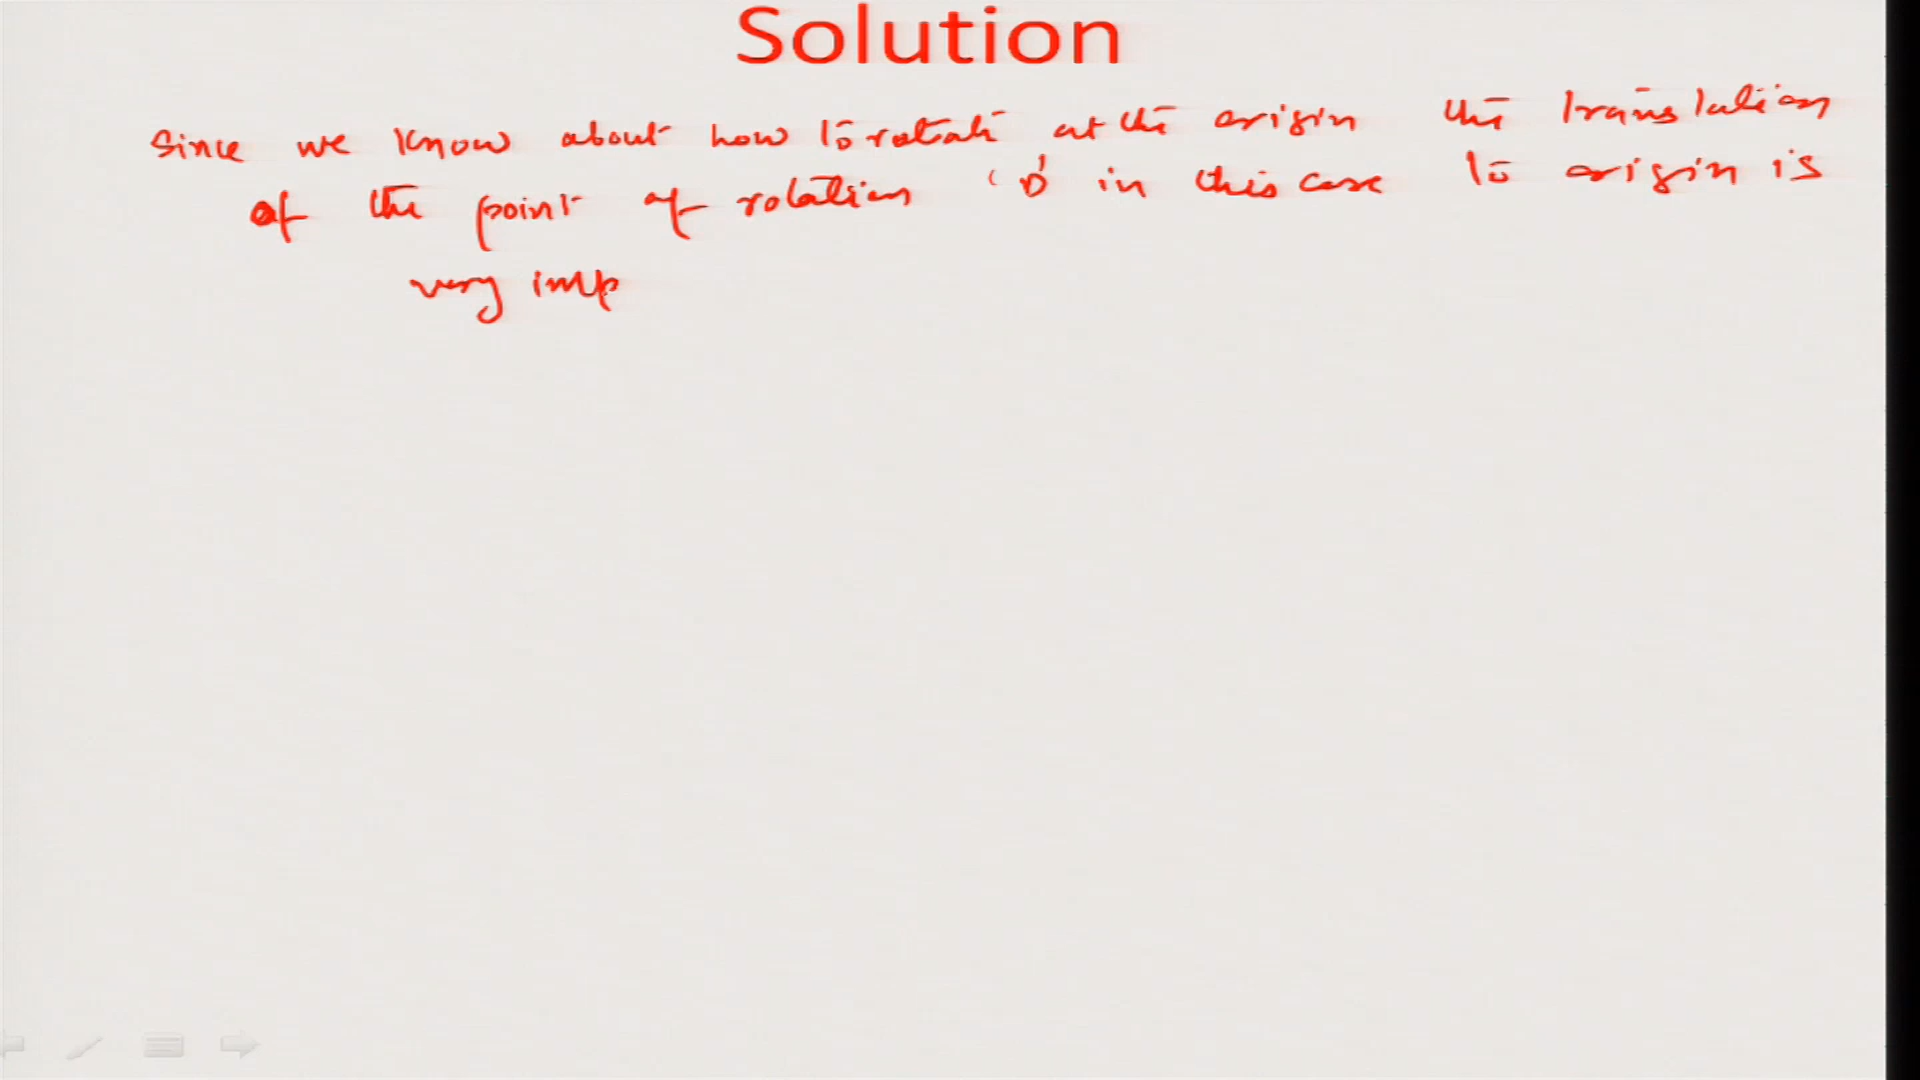 Solution
Since we know about how to rotate at the origin the translation
of the point of rotation 'D' in this case to origin is
very imp